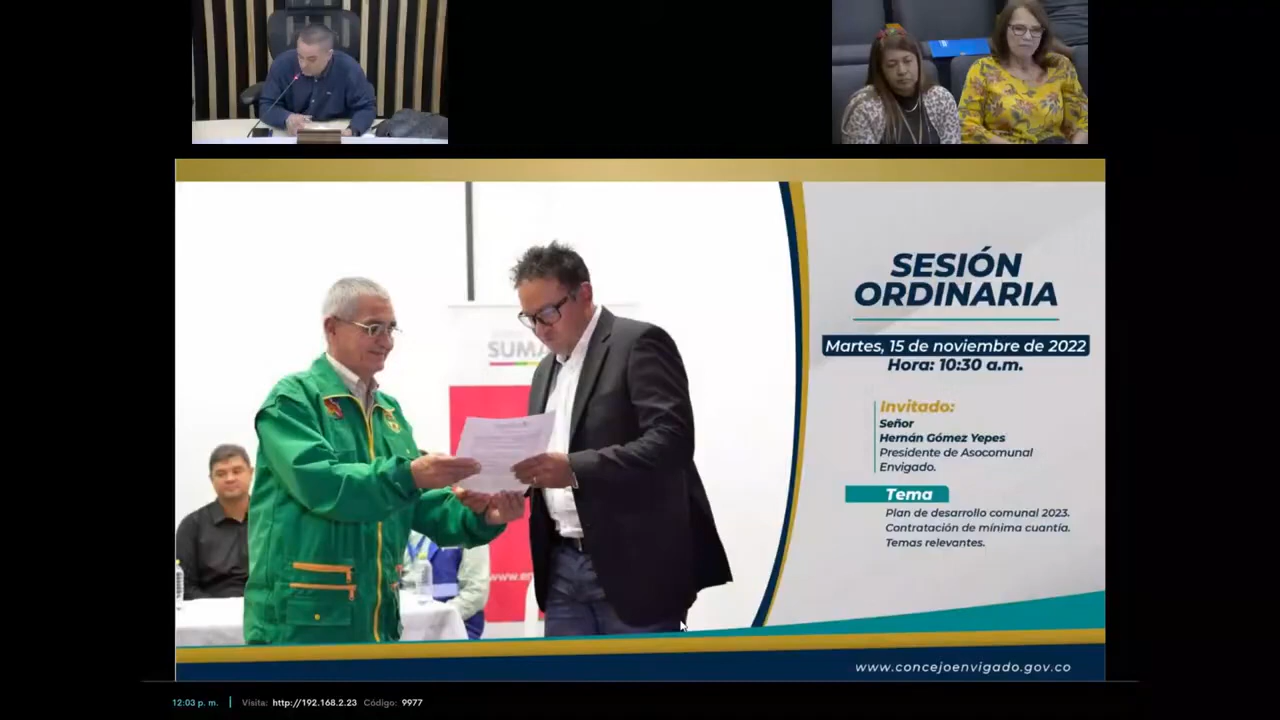 SESIÓN
ORDINARIA
Martes, 15 de noviembre de 2022
Hora: 10:30 a.m.
Invitado:
Señor
Hernán Gómez Yepes
Presidente de Asocomunal
Envigado.
Tema
Plan de desarrollo comunal 2023.
Contratación de mínima cuantía.
Temas relevantes.
SUMA
www.en
www.concejoenvigado.gov.co
12:03 p. m. | Visita: http://192.168.2.23 Código: 9977